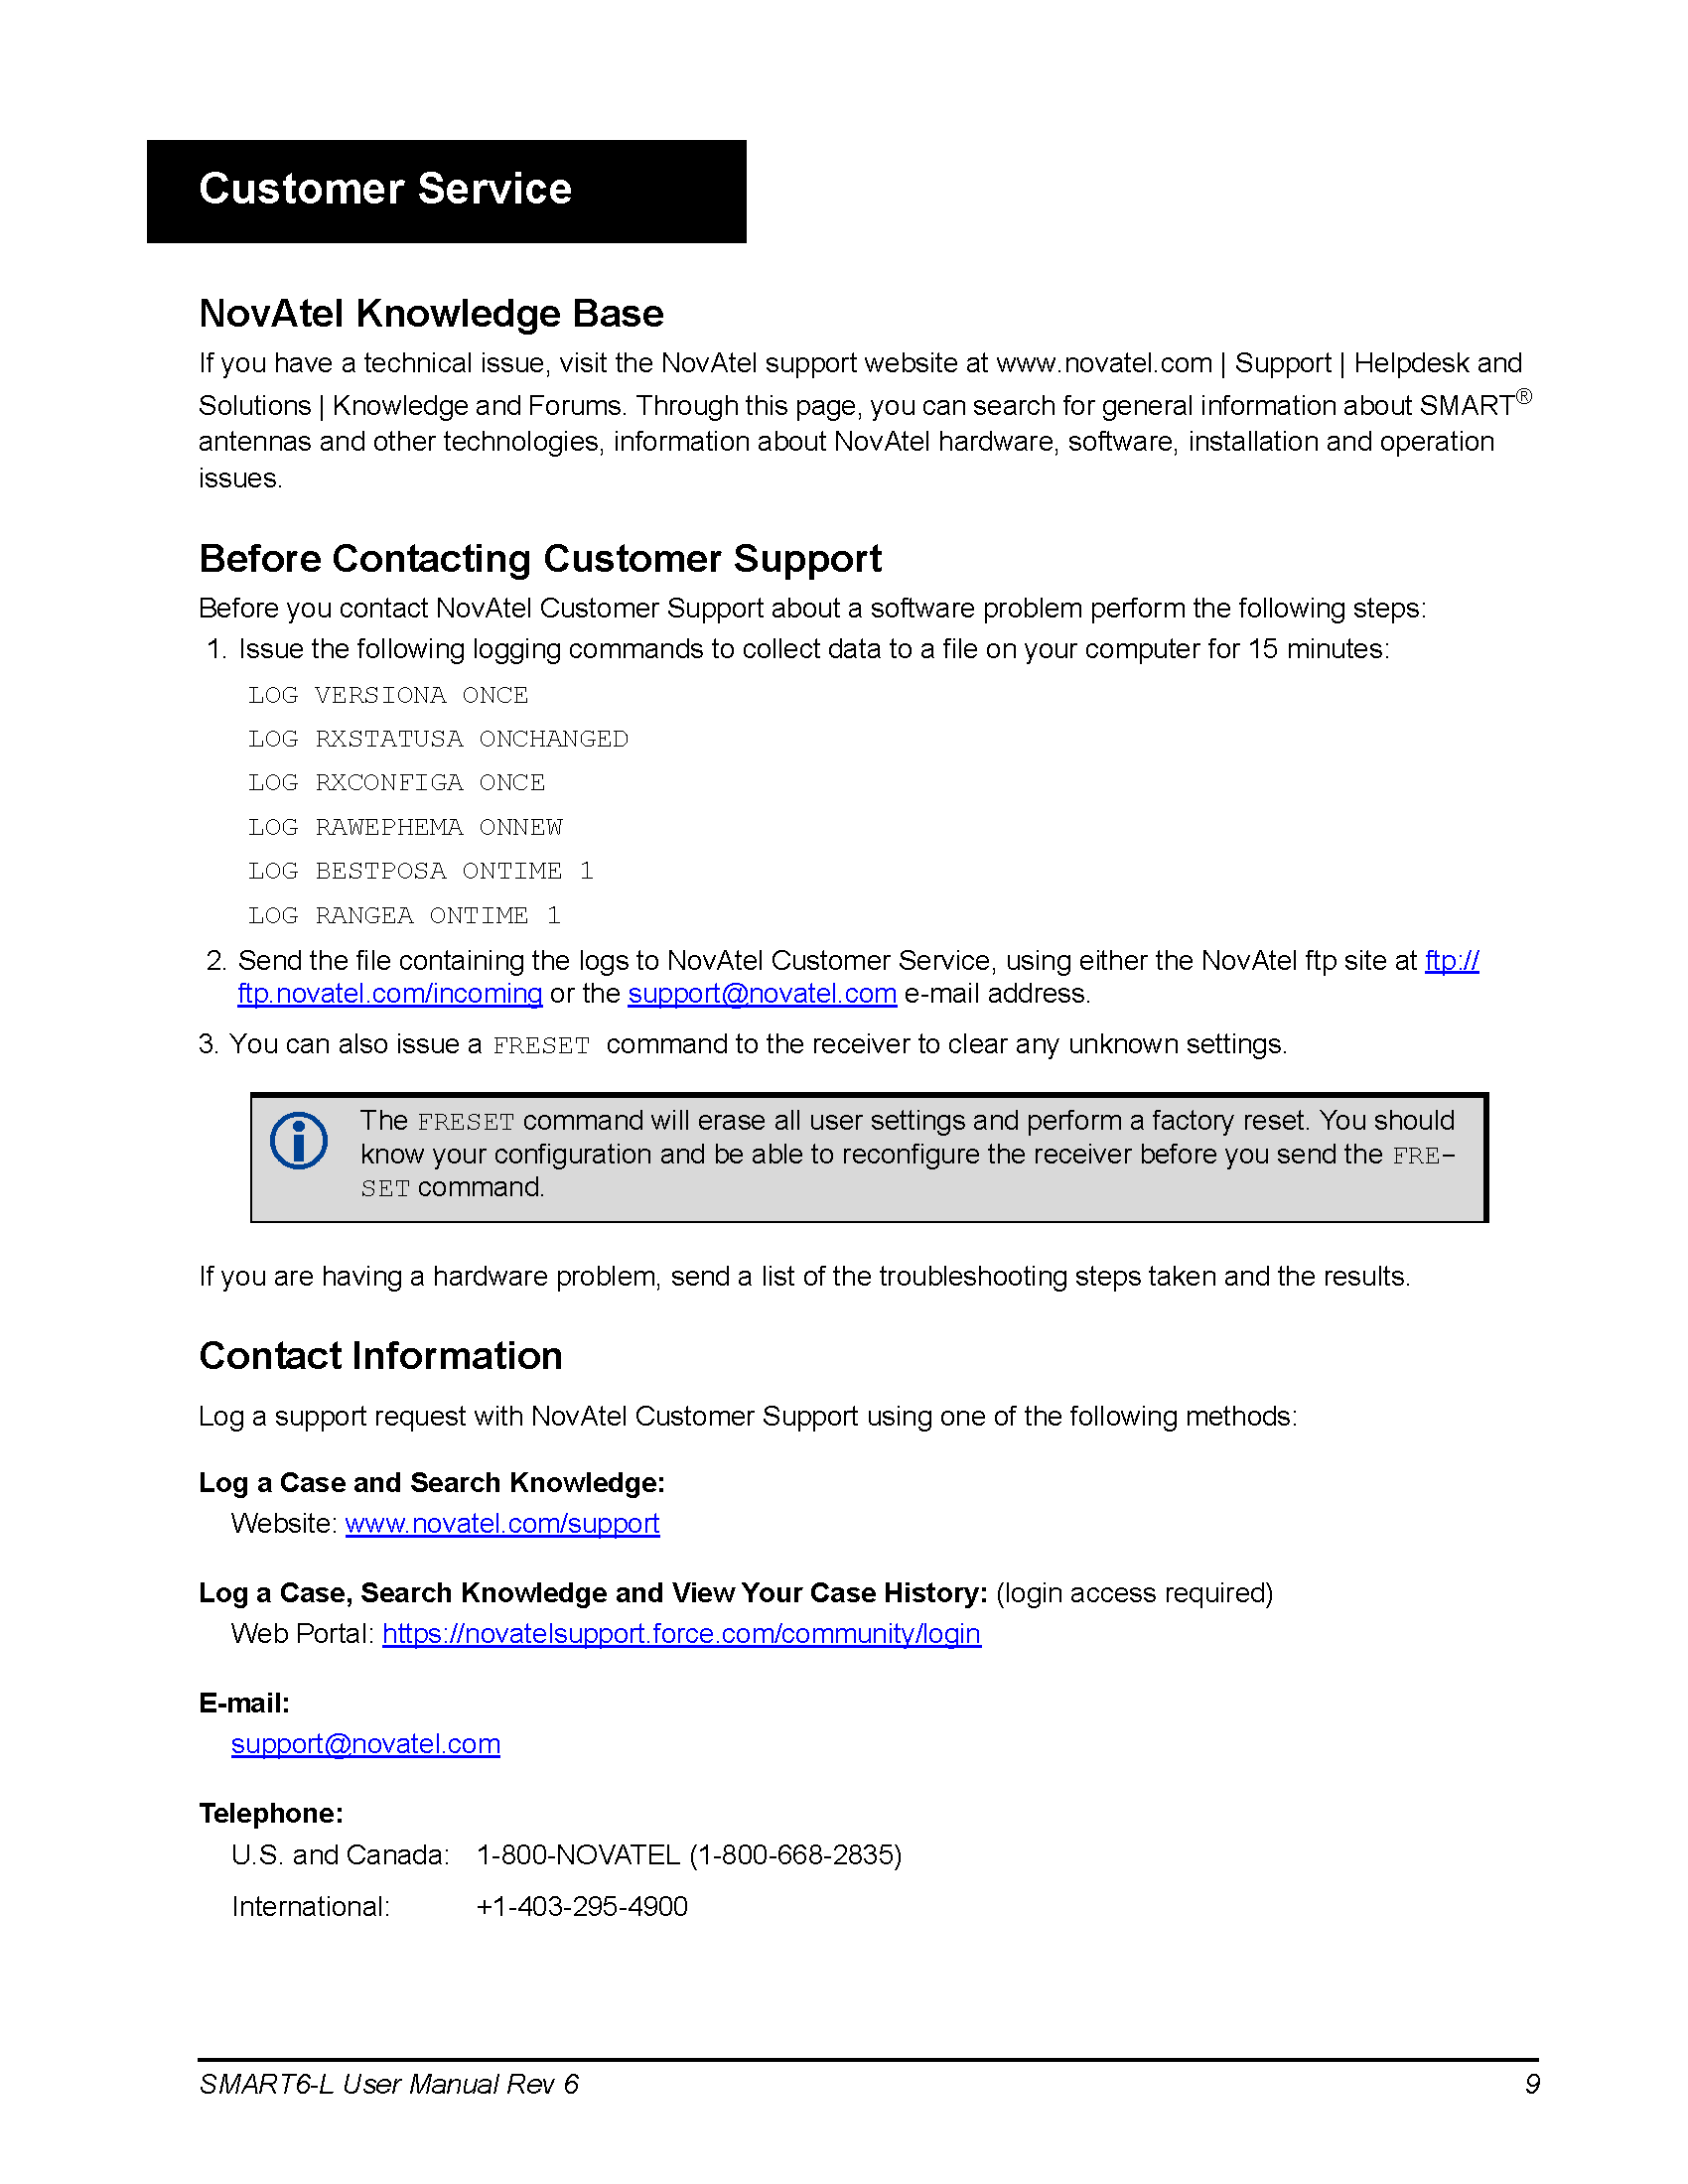 Customer Service
NovAtel Knowledge Base
If you have a technical issue, visit the NovAtel support website at www.novatel.com | Support | Helpdesk and
Solutions | Knowledge and Forums. Through this page, you can search for general information about SMART®
antennas and other technologies, information about NovAtel hardware, software, installation and operation
issues.
Before Contacting Customer Support
Before you contact NovAtel Customer Support about a software problem perform the following steps:
1. Issue the following logging commands to collect data to a file on your computer for 15 minutes:
LOG VERSIONA ONCE
LOG RXSTATUSA ONCHANGED
LOG RXCONFIGA ONCE
LOG RAWEPHEMA ONNEW
LOG BESTPOSA ONTIME 1
LOG RANGEA ONTIME 1
2. Send the file containing the logs to NovAtel Customer Service, using either the NovAtel ftp site at ftp://
ftp.novatel.com/incoming or the support@novatel.com e-mail address.
3. You can also issue a FRESET command to the receiver to clear any unknown settings.
The FRESET command will erase all user settings and perform a factory reset. You should
know your configuration and be able to reconfigure the receiver before you send the FRE-
SET command.
If you are having a hardware problem, send a list of the troubleshooting steps taken and the results.
Contact Information
Log a support request with NovAtel Customer Support using one of the following methods:
Log a Case and Search Knowledge:
Website: www.novatel.com/support
Log a Case, Search Knowledge and View Your Case History: (login access required)
Web Portal: https://novatelsupport.force.com/community/login
E-mail:
support@novatel.com
Telephone:
U.S. and Canada: 1-800-NOVATEL (1-800-668-2835)
International: +1-403-295-4900
SMART6-L User Manual Rev 6 9